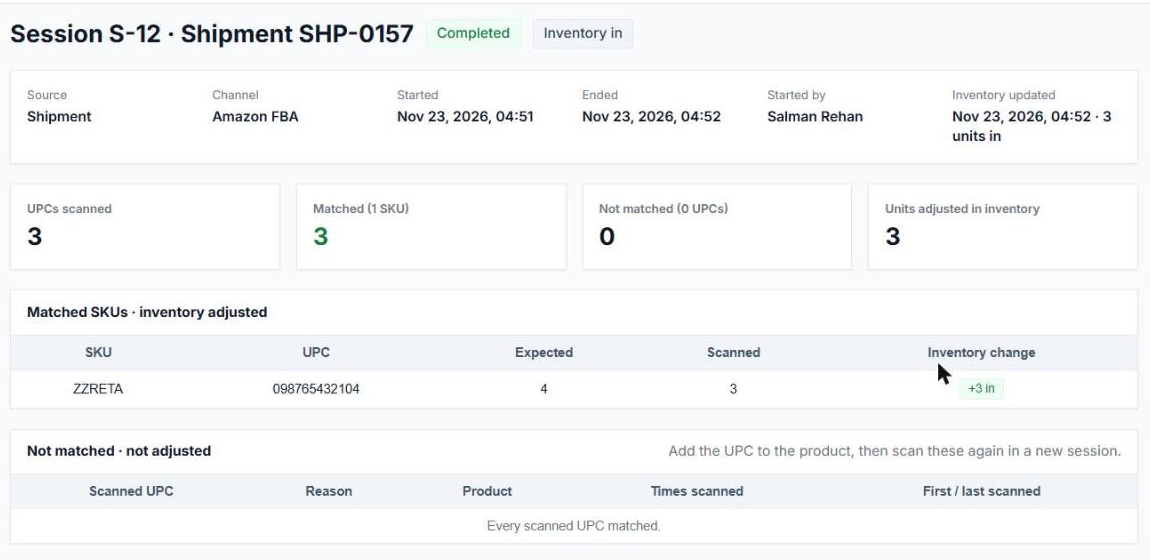 Session S-12 · Shipment SHP-0157 Completed Inventory in
Source Channel Started Ended Started by Inventory updated
Shipment Amazon FBA Nov 23, 2026, 04:51 Nov 23, 2026, 04:52 Salman Rehan Nov 23, 2026, 04:52 · 3
units in
UPCs scanned Matched (1 SKU) Not matched (0 UPCs) Units adjusted in inventory
3 3 0 3
Matched SKUs · inventory adjusted
SKU UPC Expected Scanned Inventory change
ZZRETA 098765432104 4 3 +3 in
Not matched · not adjusted Add the UPC to the product, then scan these again in a new session.
Scanned UPC Reason Product Times scanned First / last scanned
Every scanned UPC matched.